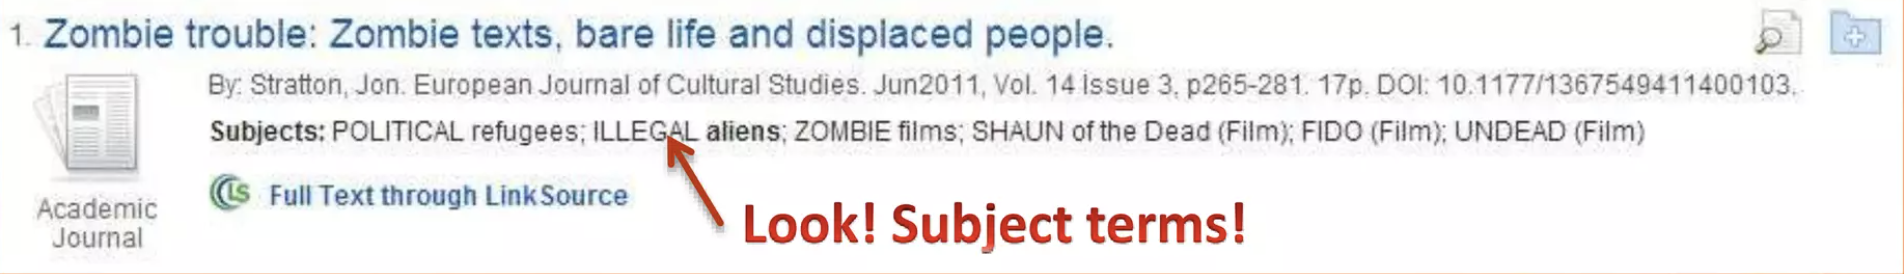 1. Zombie trouble: Zombie texts, bare life and displaced people.
By: Stratton, Jon. European Journal of Cultural Studies. Jun2011, Vol. 14 Issue 3, p265-281. 17p. DOI: 10.1177/1367549411400103.
Subjects: POLITICAL refugees; ILLEGAL aliens; ZOMBIE films; SHAUN of the Dead (Film); FIDO (Film); UNDEAD (Film)
Academic
Journal
LS Full Text through LinkSource
Look! Subject terms!